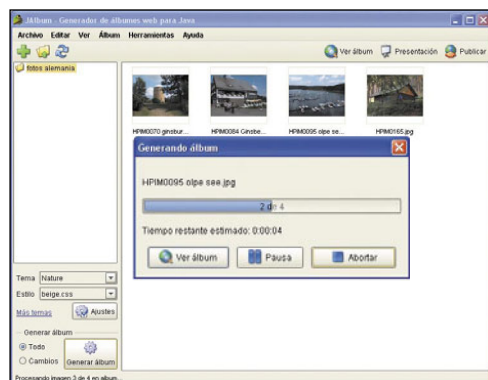 JAlbum - Generador de álbumes web para Java
Archivo Editar Ver Álbum Herramientas Ayuda
Ver álbum Presentación Publicar
fotos alemania
HPIM0070 ginsbur... HPIM0084 Ginsbe... HPIM0095 olpe se... HPIM0165.jpg
Generando álbum
HPIM0095 olpe see.jpg
2 de 4
Tiempo restante estimado: 0:00:04
Ver álbum Pausa Abortar
Tema Nature
Estilo beige.css
Más temas Ajustes
Generar álbum
Todo
Cambios Generar álbum
Procesando imagen 3 de 4 en album...